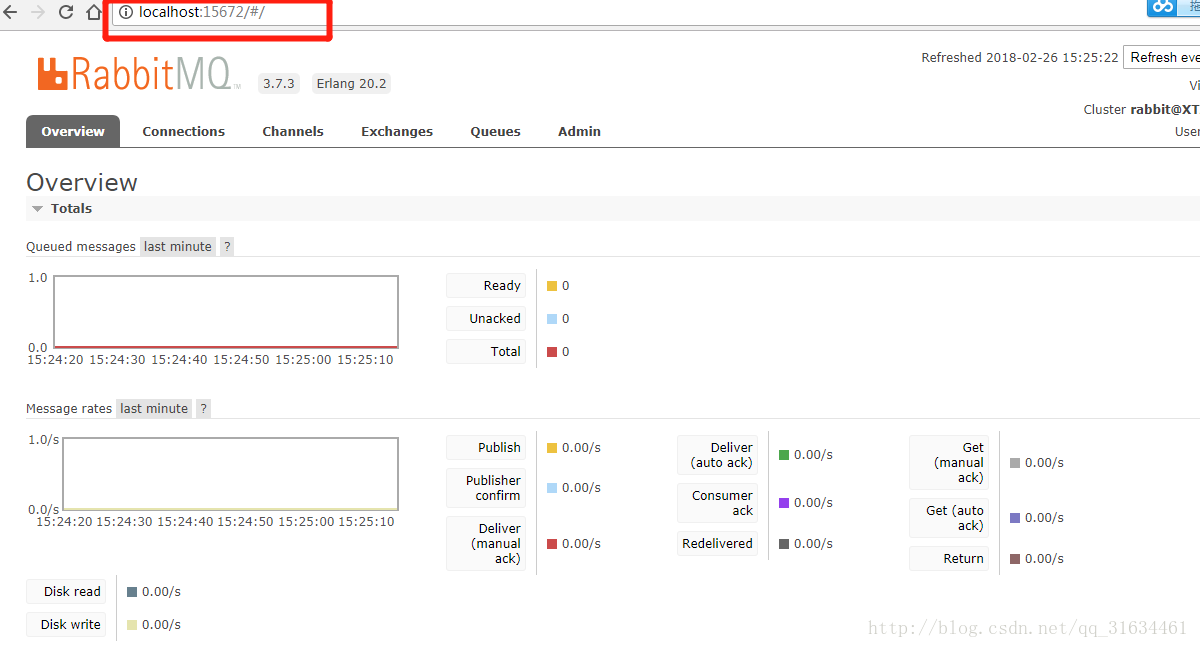 localhost:15672/#/
拖
RabbitMQ TM 3.7.3 Erlang 20.2
Refreshed 2018-02-26 15:25:22 Refresh eve
Vi
Cluster rabbit@XT
User
Overview Connections Channels Exchanges Queues Admin
Overview
Totals
Queued messages last minute ?
1.0
0.0
15:24:20 15:24:30 15:24:40 15:24:50 15:25:00 15:25:10
Ready 0
Unacked 0
Total 0
Message rates last minute ?
1.0/s
0.0/s
15:24:20 15:24:30 15:24:40 15:24:50 15:25:00 15:25:10
Publish 0.00/s
Publisher
confirm 0.00/s
Deliver
(manual
ack) 0.00/s
Deliver
(auto ack) 0.00/s
Consumer
ack 0.00/s
Redelivered 0.00/s
Get
(manual
ack) 0.00/s
Get (auto
ack) 0.00/s
Return 0.00/s
Disk read 0.00/s
Disk write 0.00/s
http://blog.csdn.net/qq_31634461